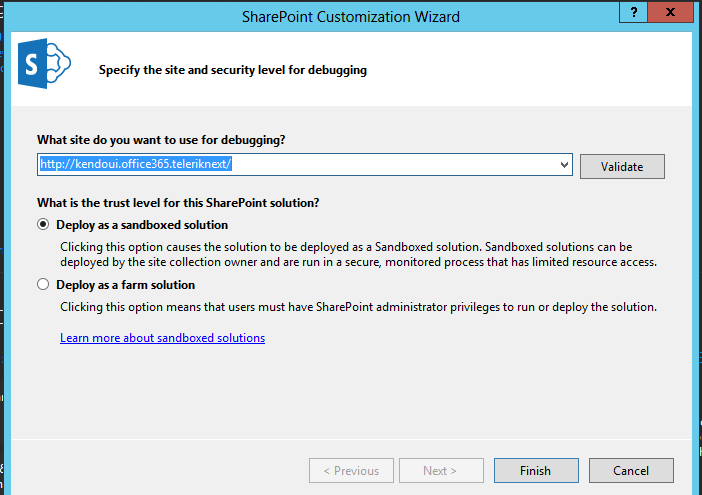 SharePoint Customization Wizard
?
x
S
Specify the site and security level for debugging
What site do you want to use for debugging?
http://kendoui.office365.teleriknext/
Validate
What is the trust level for this SharePoint solution?
Deploy as a sandboxed solution
Clicking this option causes the solution to be deployed as a Sandboxed solution. Sandboxed solutions can be
deployed by the site collection owner and are run in a secure, monitored process that has limited resource access.
Deploy as a farm solution
Clicking this option means that users must have SharePoint administrator privileges to run or deploy the solution.
Learn more about sandboxed solutions
< Previous
Next >
Finish
Cancel